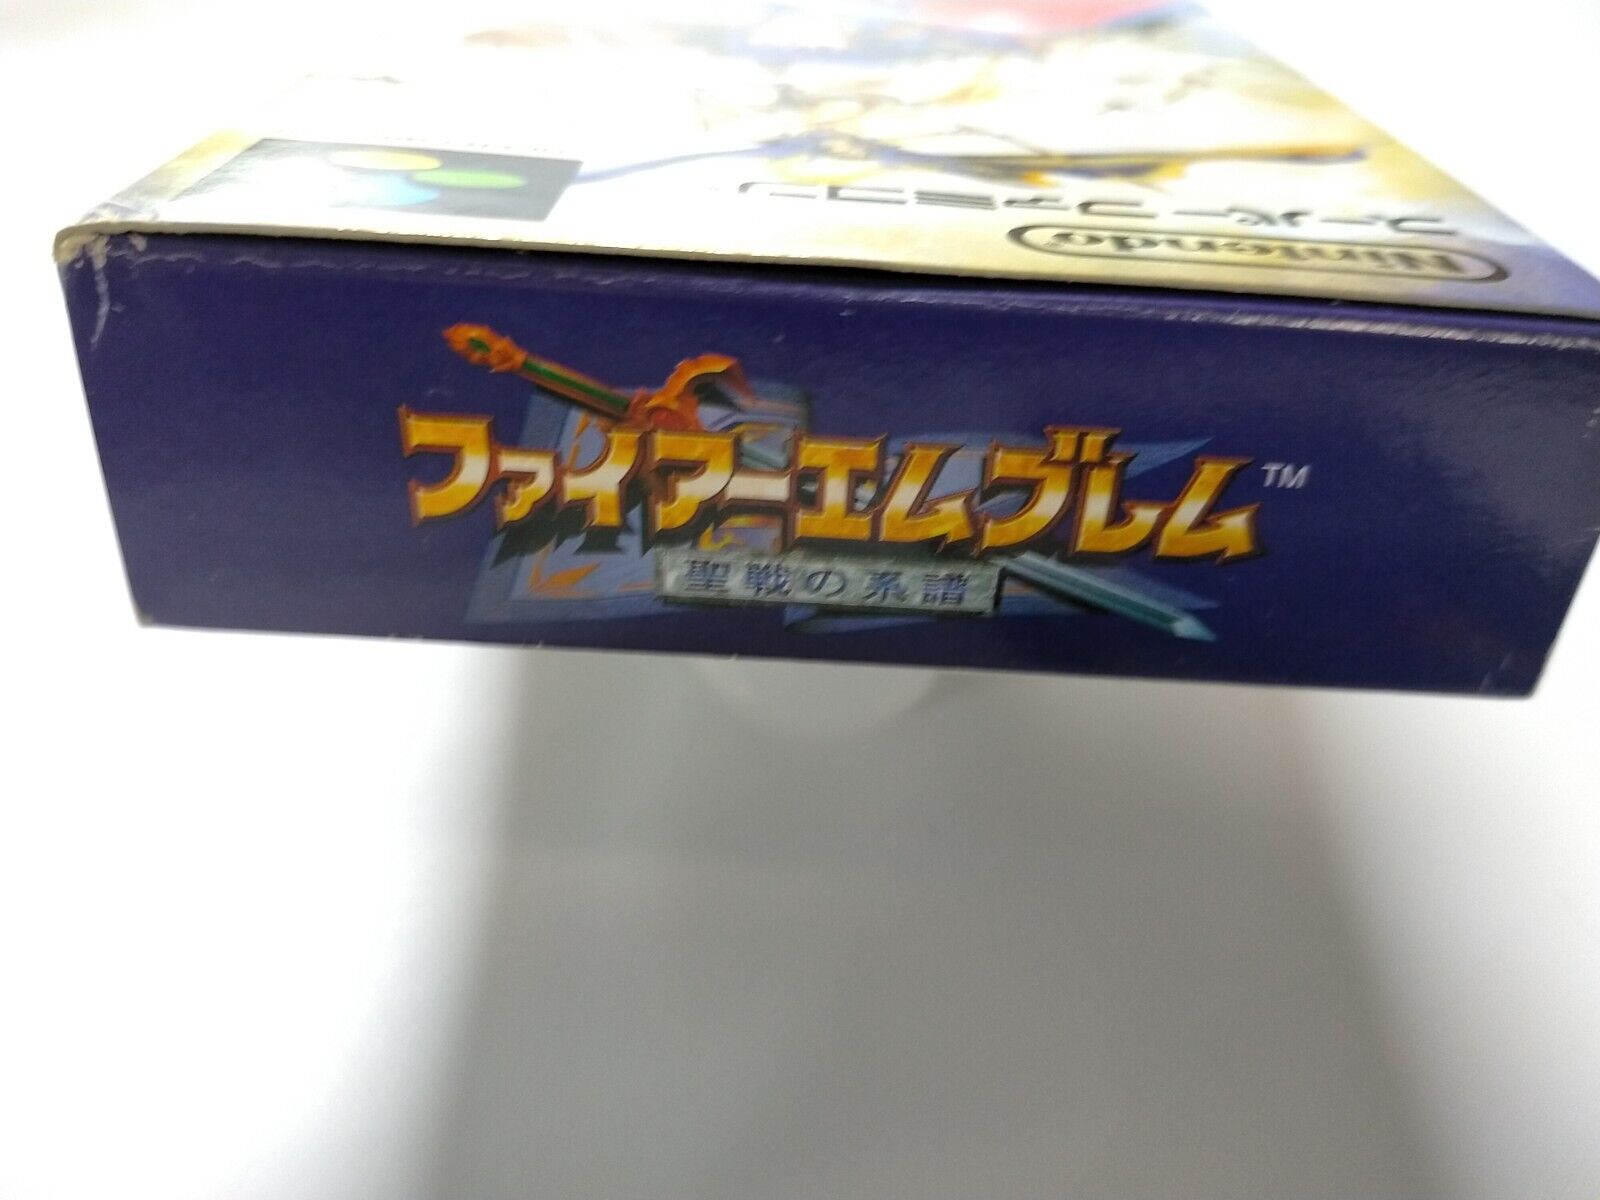 スーパーファミコン
Nintendo
ファイアーエムブレム™
聖戦の系譜